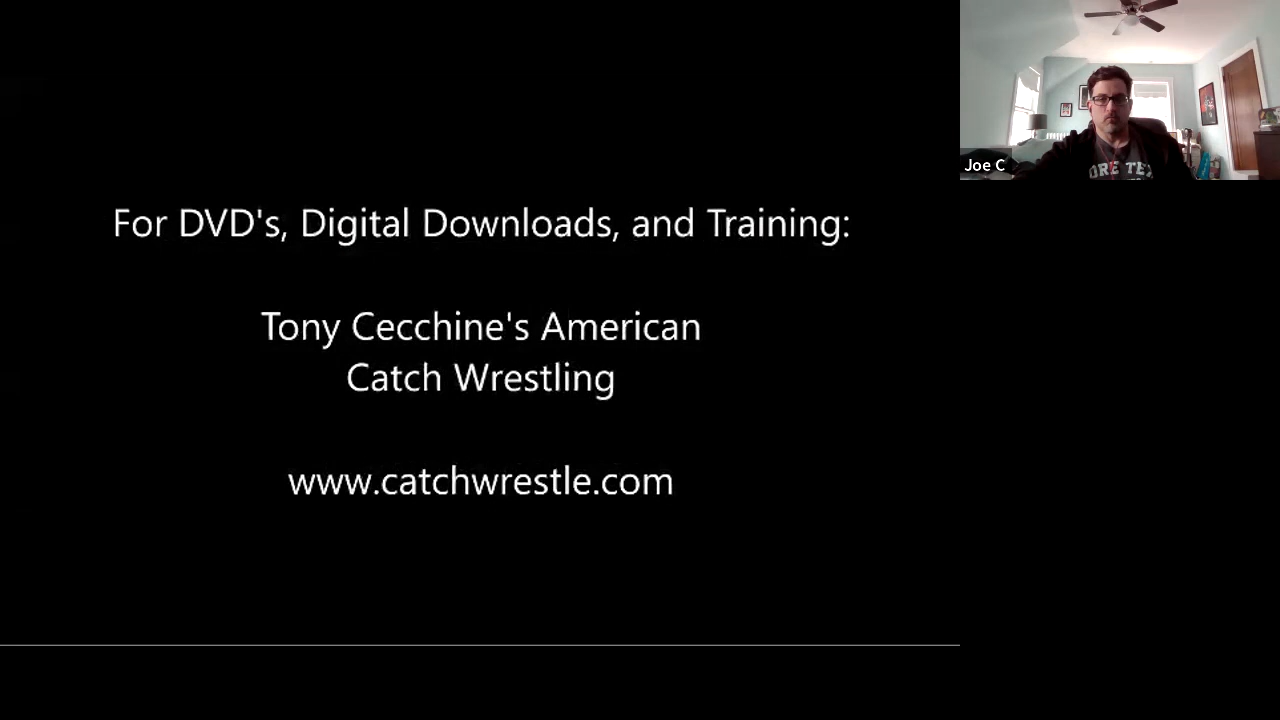 For DVD's, Digital Downloads, and Training:
Tony Cecchine's American
Catch Wrestling
www.catchwrestle.com
Joe C